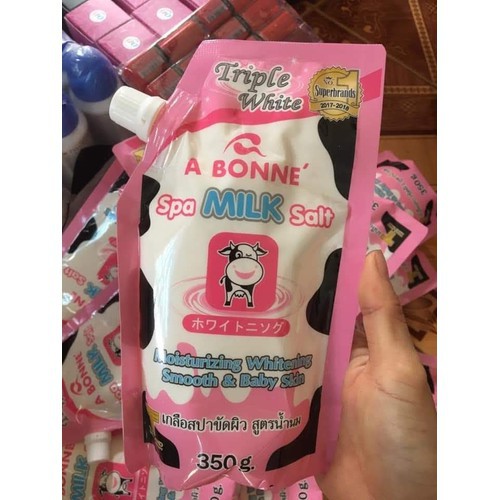 Triple
White
Superbrands
2017-2018
A BONNE'
Spa MILK Salt
ホワイトニソグ
Moisturizing Whitening
Smooth & Baby Skin
เกลือสปาขัดผิว สูตรน้ำนม
350 g.